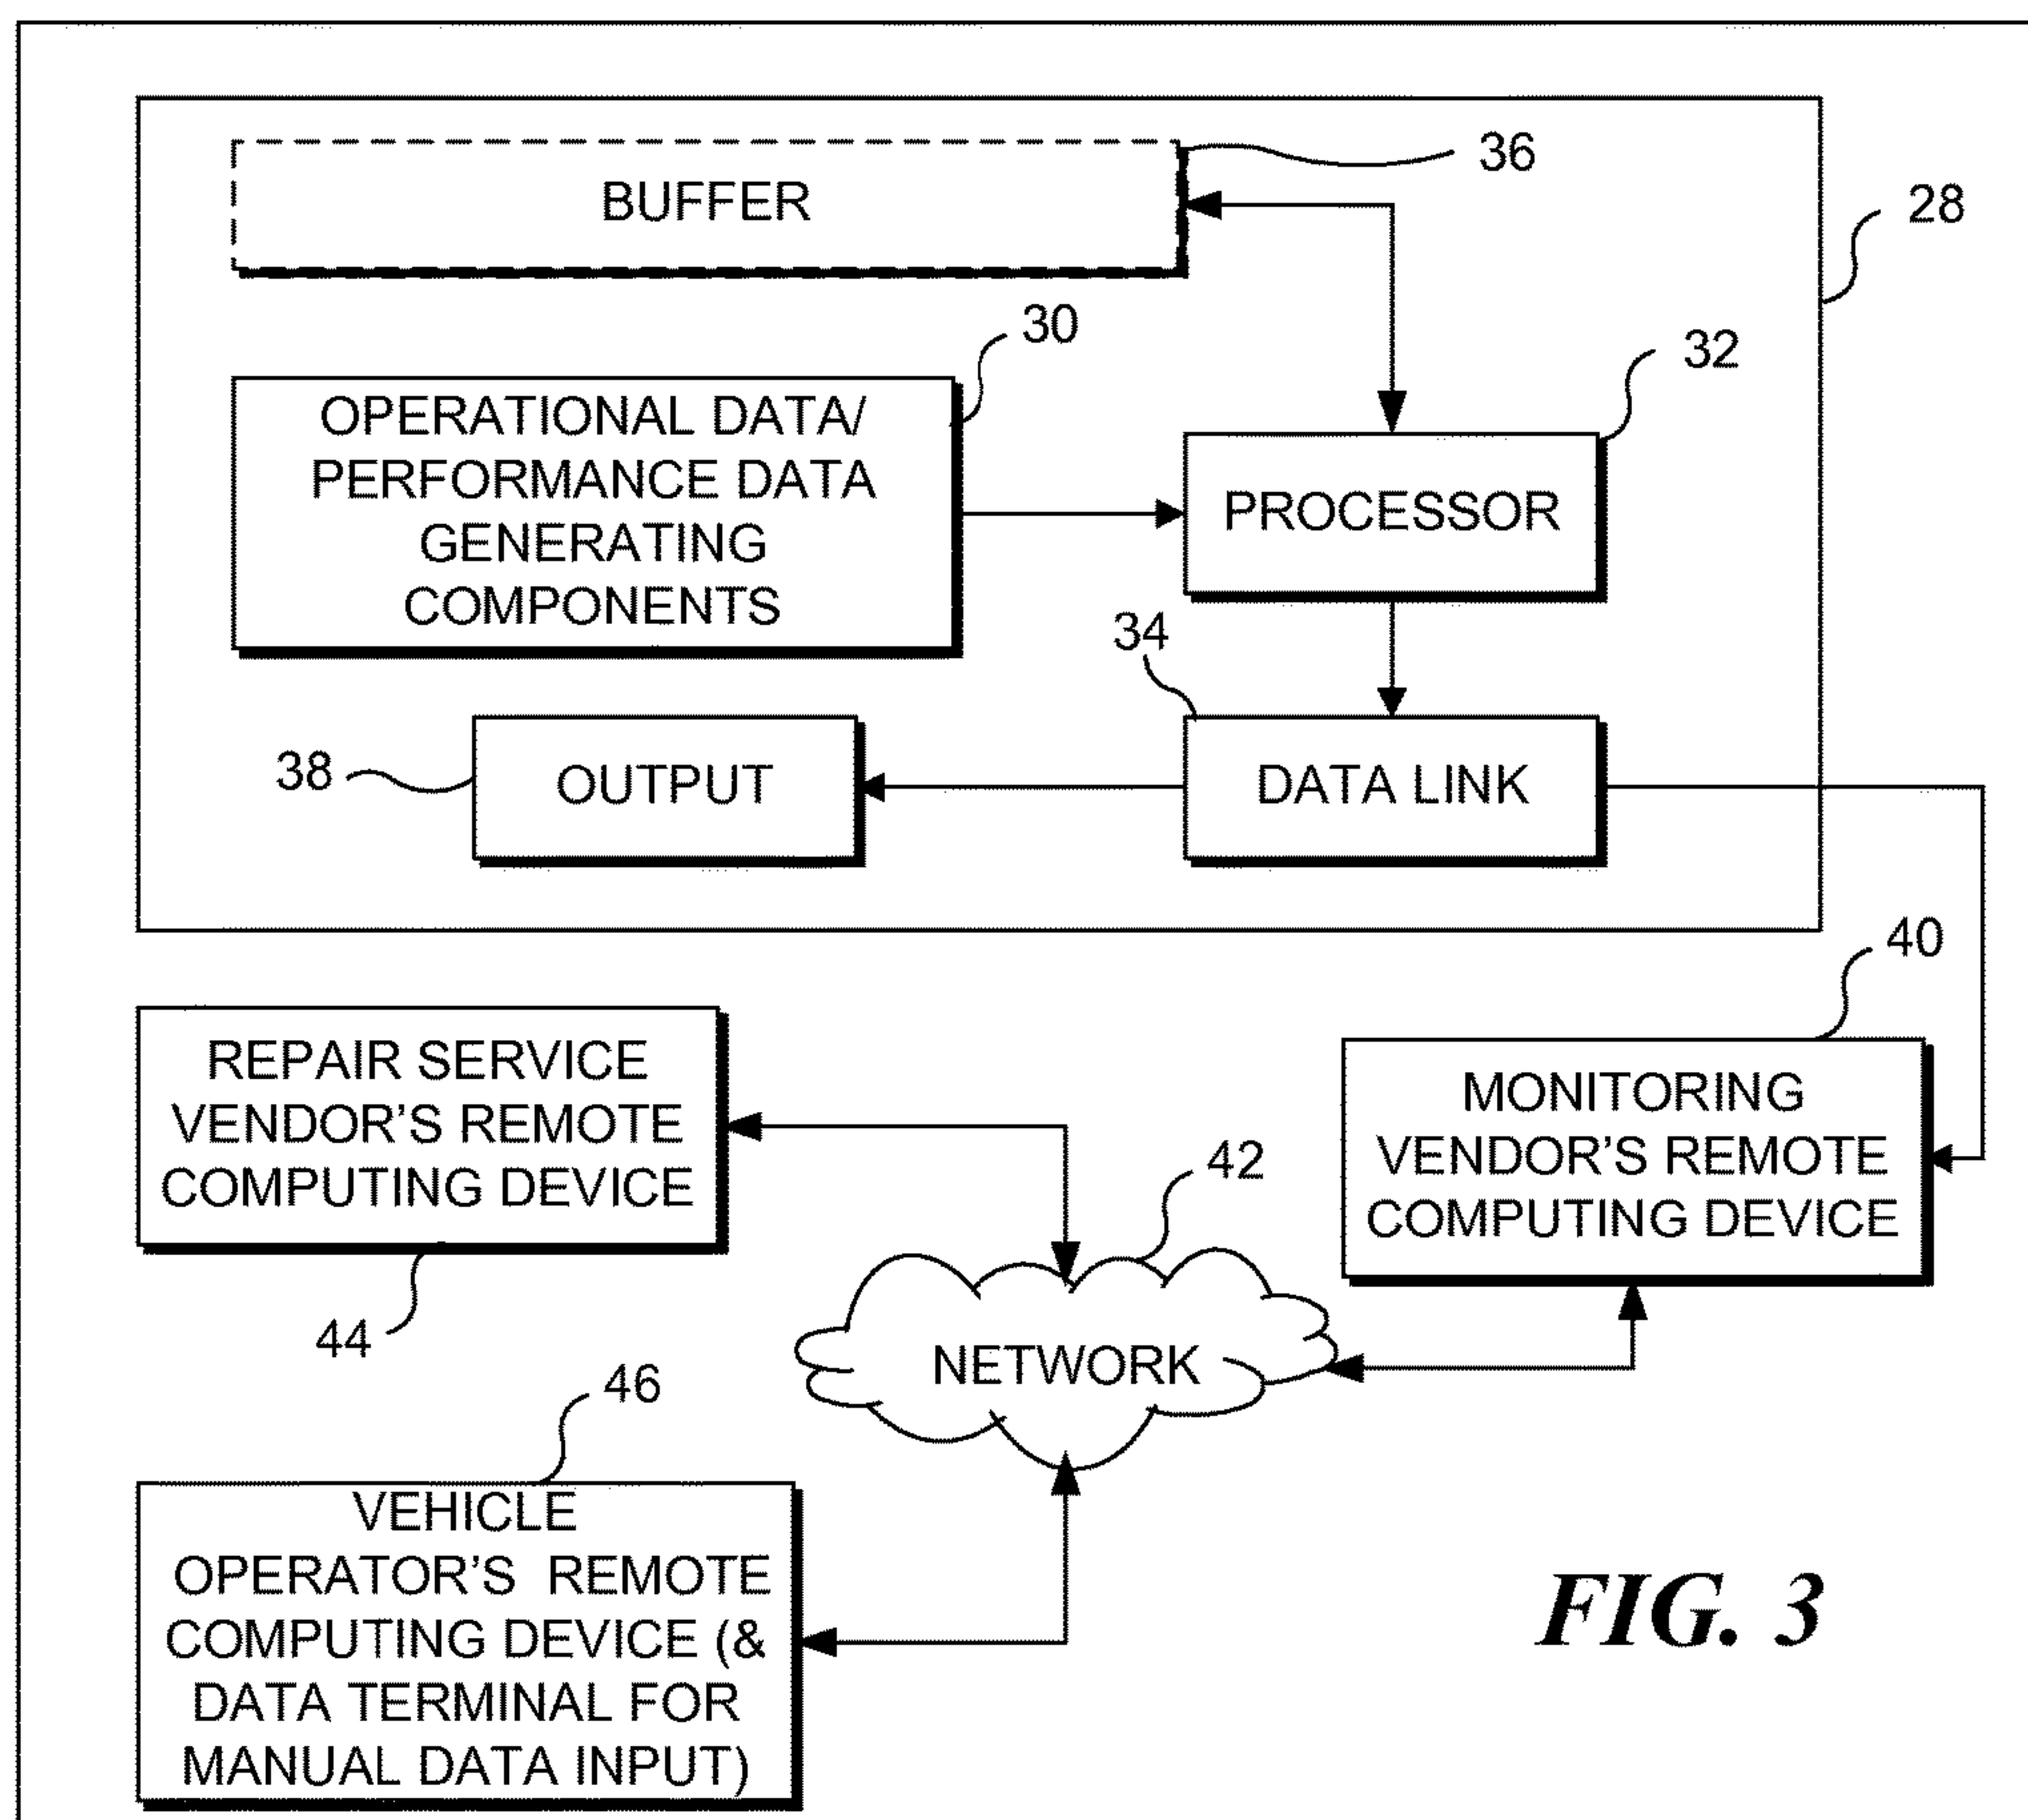 36
BUFFER
28
30
32
OPERATIONAL DATA/
PERFORMANCE DATA
GENERATING
COMPONENTS
PROCESSOR
34
38
OUTPUT
DATA LINK
40
REPAIR SERVICE
VENDOR'S REMOTE
COMPUTING DEVICE
MONITORING
VENDOR'S REMOTE
COMPUTING DEVICE
42
44
NETWORK
46
VEHICLE
OPERATOR'S REMOTE
COMPUTING DEVICE (&
DATA TERMINAL FOR
MANUAL DATA INPUT)
FIG. 3